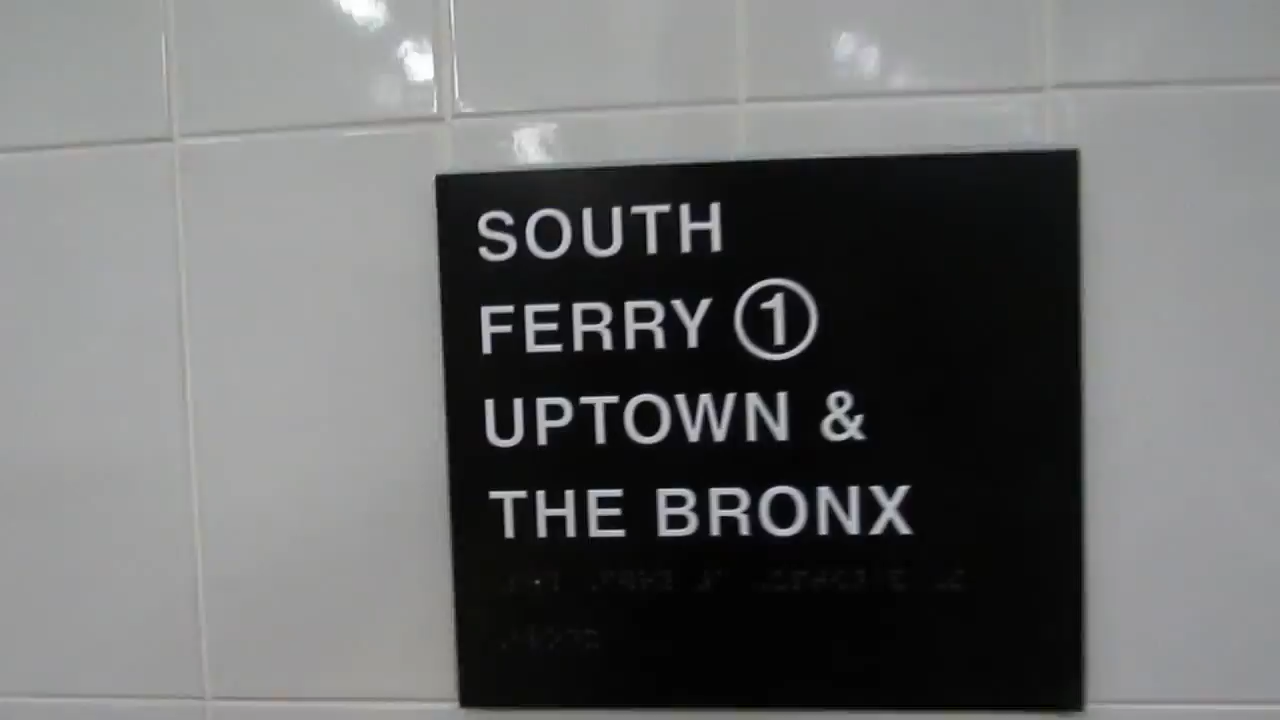 SOUTH
FERRY ①
UPTOWN &
THE BRONX